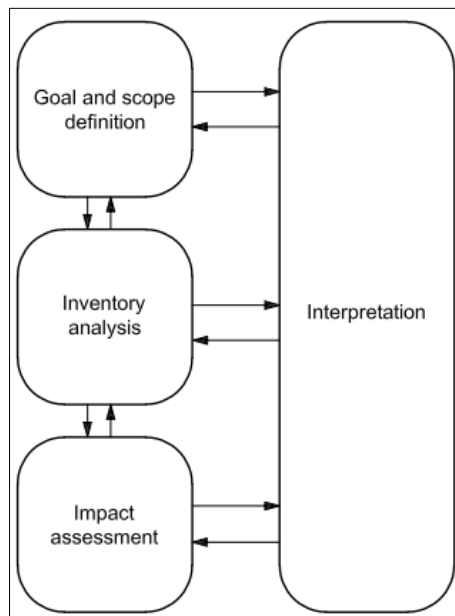 Goal and scope
definition
Inventory
analysis
Interpretation
Impact
assessment